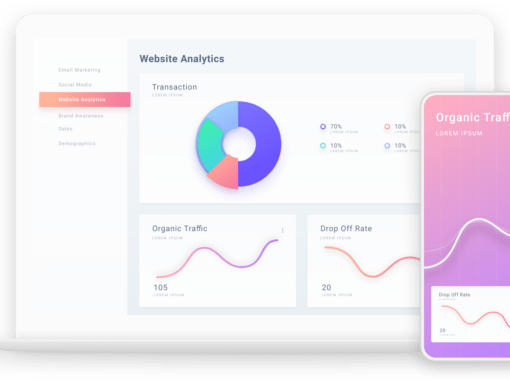 Website Analytics
Email Marketing
Social Media
Website Analytics
Brand Awareness
Sales
Demographics
Transaction
LOREM IPSUM
70%
LOREM IPSUM
10%
LOREM IPSUM
10%
LOREM IPSUM
10%
LOREM IPSUM
Organic Traffic
LOREM IPSUM
105
LOREM IPSUM
Drop Off Rate
LOREM IPSUM
20
LOREM IPSUM
Organic Traff
LOREM IPSUM
Drop Off Rate
20